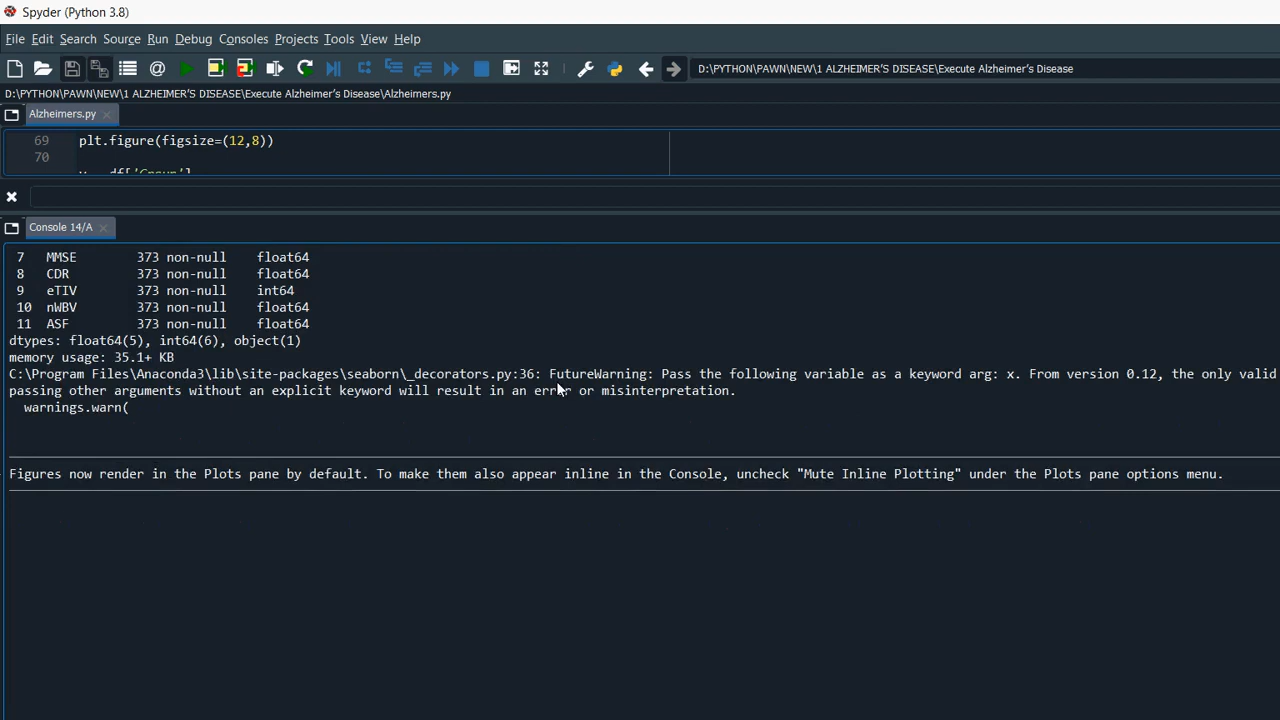 Spyder (Python 3.8)
File Edit Search Source Run Debug Consoles Projects Tools View Help
D:\PYTHON\PAWN\NEW\1 ALZHEIMER'S DISEASE\Execute Alzheimer's Disease
D:\PYTHON\PAWN\NEW\1 ALZHEIMER'S DISEASE\Execute Alzheimer's Disease\Alzheimers.py
Alzheimers.py
69 plt.figure(figsize=(12,8))
70
df['Group']
Console 14/A
7 MMSE 373 non-null float64
8 CDR 373 non-null float64
9 eTIV 373 non-null int64
10 nWBV 373 non-null float64
11 ASF 373 non-null float64
dtypes: float64(5), int64(6), object(1)
memory usage: 35.1+ KB
C:\Program Files\Anaconda3\lib\site-packages\seaborn\_decorators.py:36: FutureWarning: Pass the following variable as a keyword arg: x. From version 0.12, the only valid
passing other arguments without an explicit keyword will result in an error or misinterpretation.
warnings.warn(
Figures now render in the Plots pane by default. To make them also appear inline in the Console, uncheck "Mute Inline Plotting" under the Plots pane options menu.